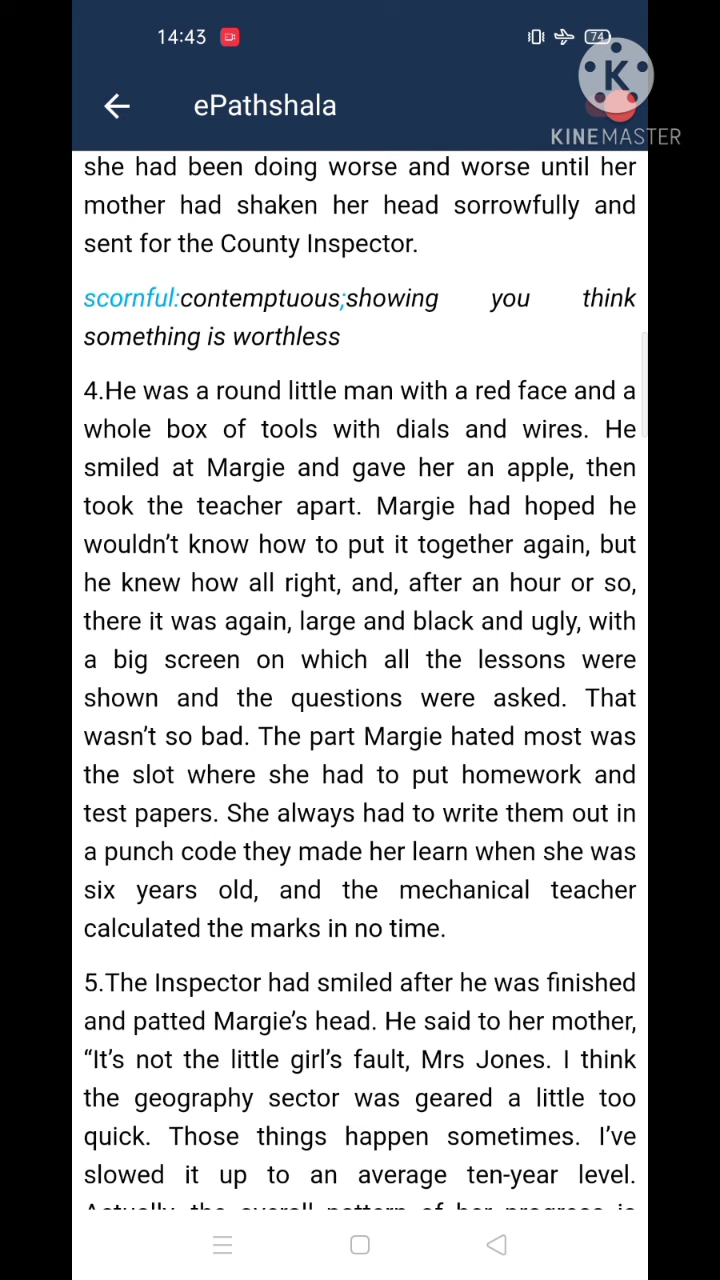 14:43
74
K
ePathshala
KINEMASTER
she had been doing worse and worse until her
mother had shaken her head sorrowfully and
sent for the County Inspector.
scornful:contemptuous;showing you think
something is worthless
4.He was a round little man with a red face and a
whole box of tools with dials and wires. He
smiled at Margie and gave her an apple, then
took the teacher apart. Margie had hoped he
wouldn’t know how to put it together again, but
he knew how all right, and, after an hour or so,
there it was again, large and black and ugly, with
a big screen on which all the lessons were
shown and the questions were asked. That
wasn’t so bad. The part Margie hated most was
the slot where she had to put homework and
test papers. She always had to write them out in
a punch code they made her learn when she was
six years old, and the mechanical teacher
calculated the marks in no time.
5.The Inspector had smiled after he was finished
and patted Margie’s head. He said to her mother,
“It’s not the little girl’s fault, Mrs Jones. I think
the geography sector was geared a little too
quick. Those things happen sometimes. I’ve
slowed it up to an average ten-year level.
Actually, the overall pattern of her progress is